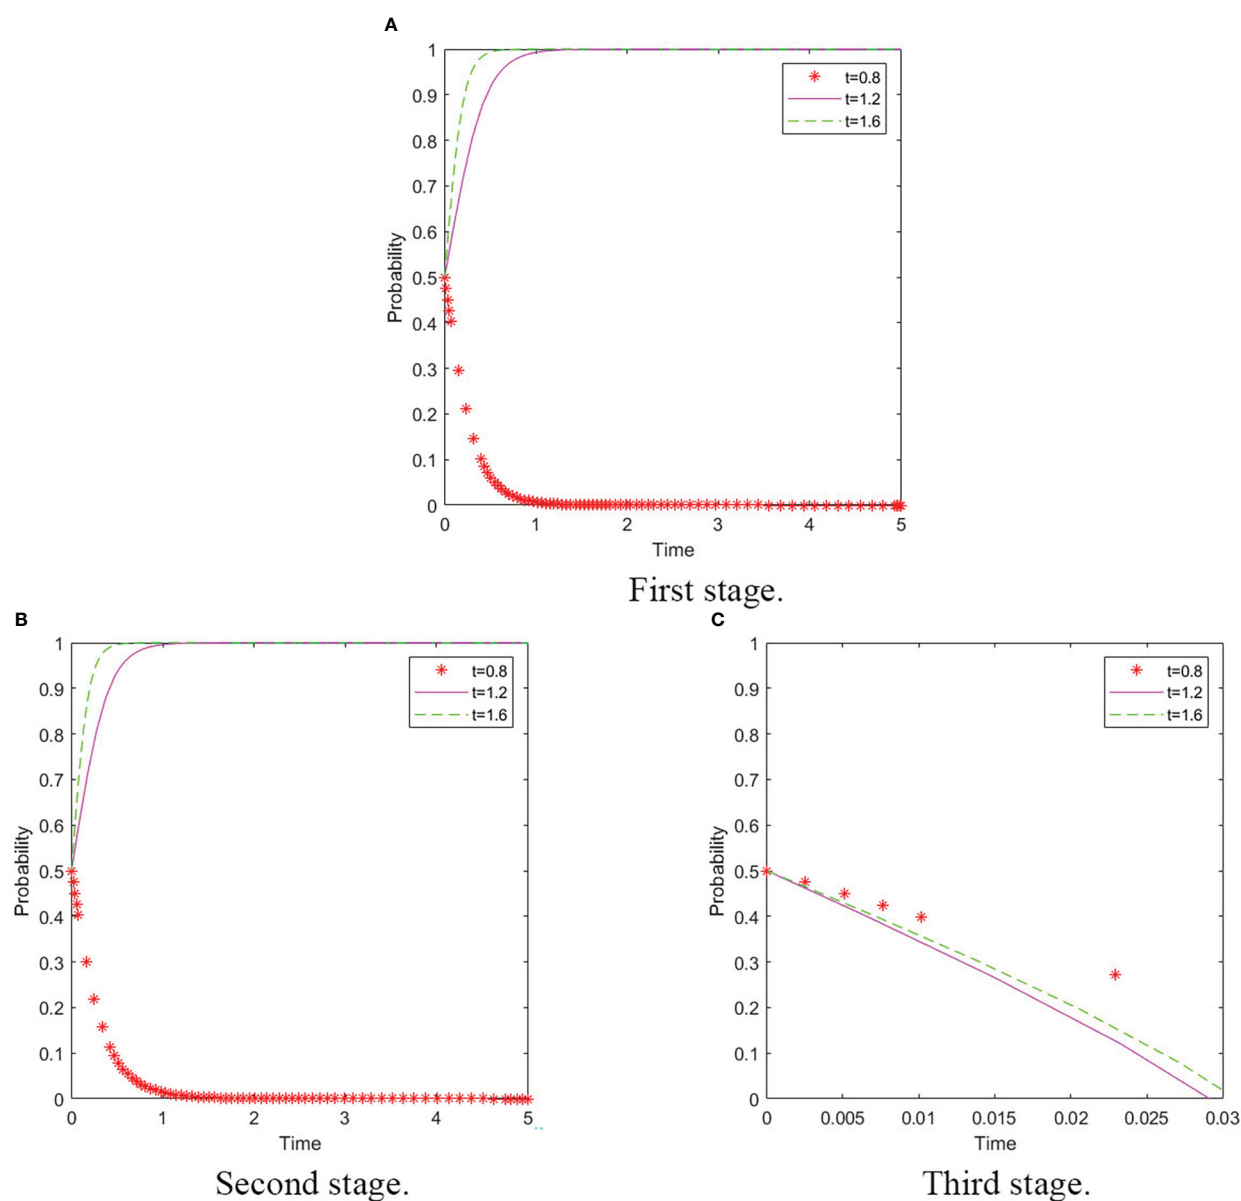 A
1
0.9
0.8
0.7
0.6
0.5
0.4
0.3
0.2
0.1
0
Probability
t=0.8
t=1.2
t=1.6
0 1 2 3 4 5
Time
First stage.
B
1
0.9
0.8
0.7
0.6
0.5
0.4
0.3
0.2
0.1
0
Probability
t=0.8
t=1.2
t=1.6
0 1 2 3 4 5
Time
Second stage.
C
1
0.9
0.8
0.7
0.6
0.5
0.4
0.3
0.2
0.1
0
Probability
t=0.8
t=1.2
t=1.6
0 0.005 0.01 0.015 0.02 0.025 0.03
Time
Third stage.